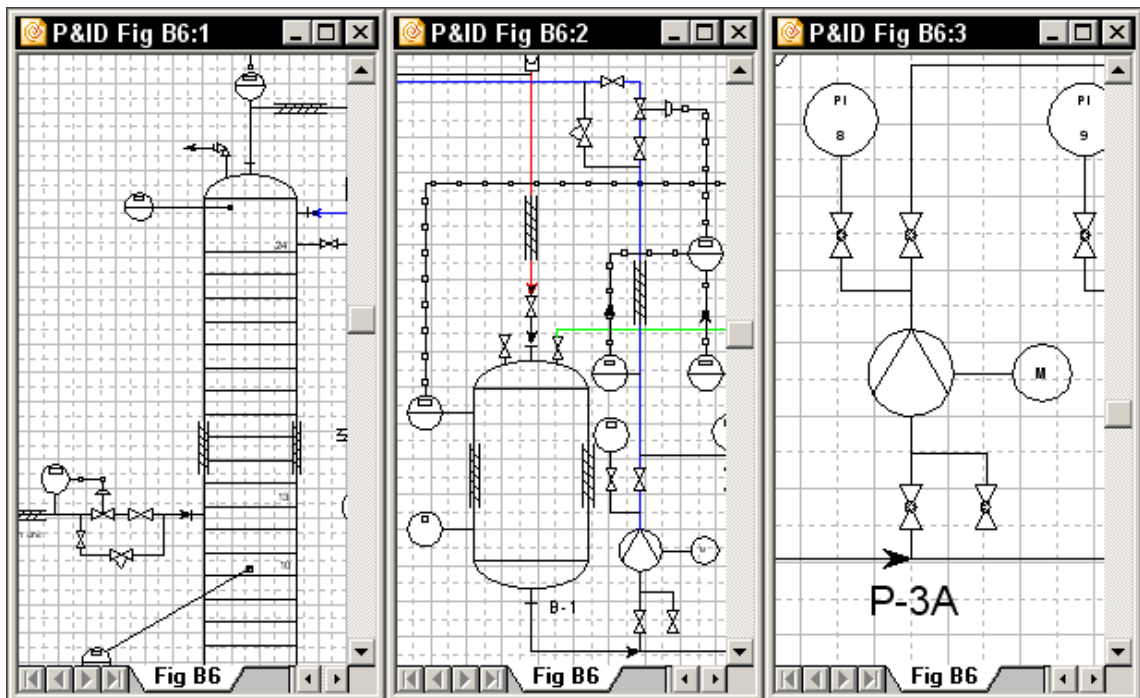 P&ID Fig B6:1
24
13
10
Fig B6
P&ID Fig B6:2
M
B-1
Fig B6
P&ID Fig B6:3
PI
8
PI
9
M
P-3A
Fig B6